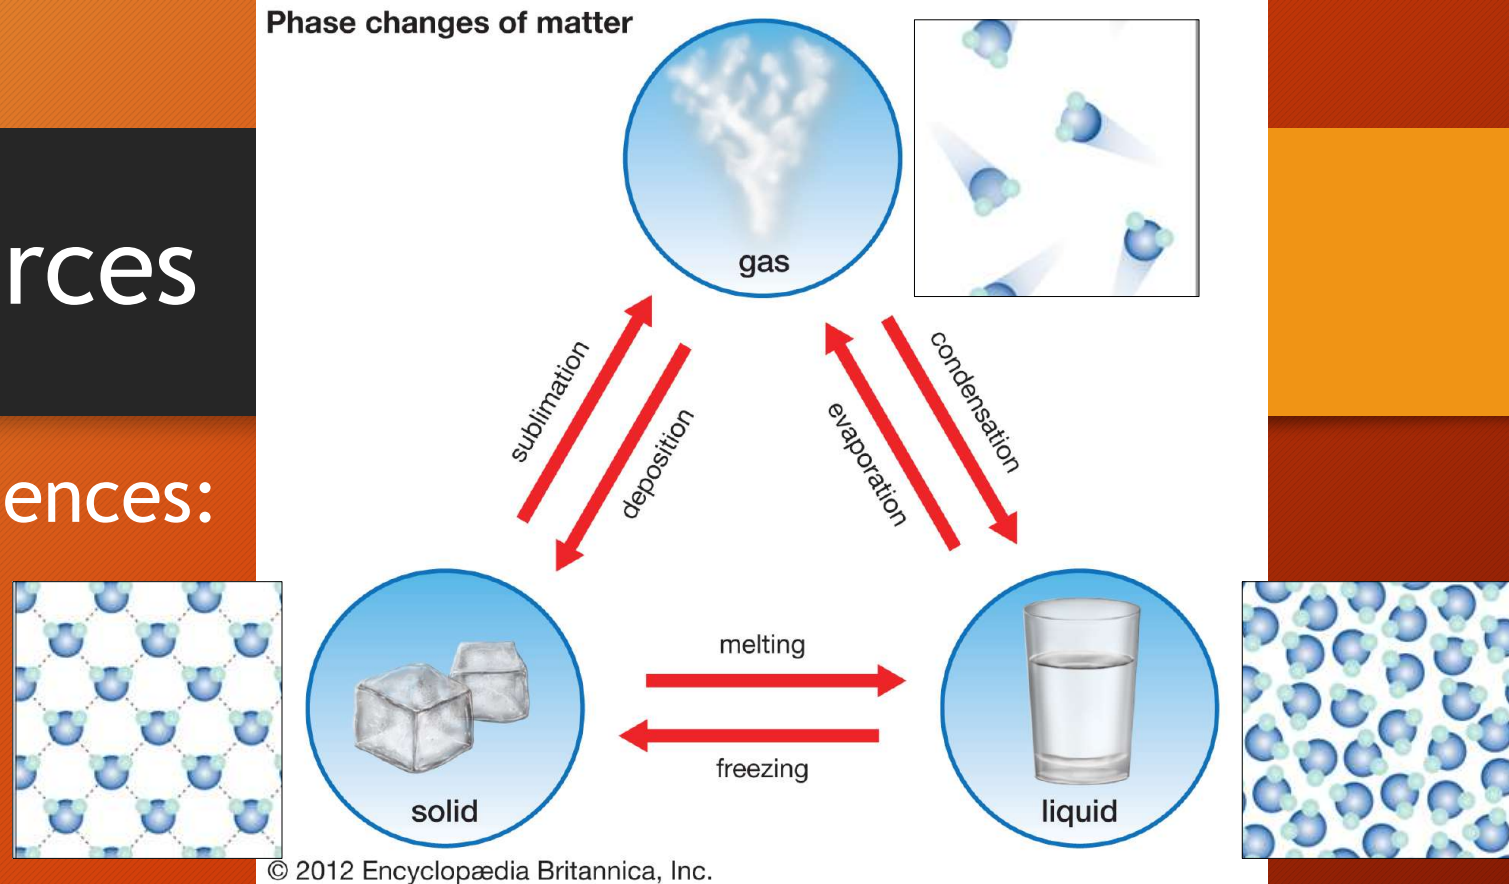 Phase changes of matter
gas
rces
sublimation
deposition
evaporation
condensation
ences:
melting
freezing
solid
liquid
© 2012 Encyclopædia Britannica, Inc.